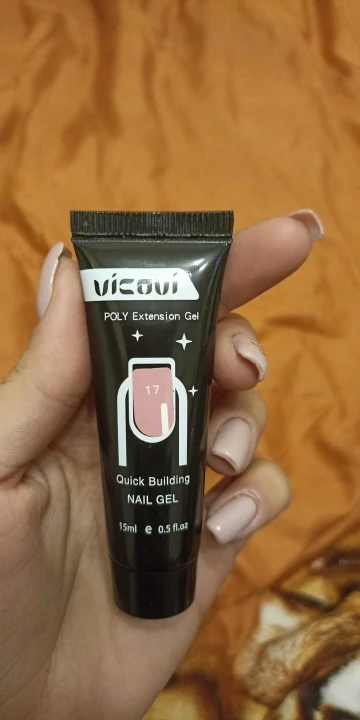 vicovi
POLY Extension Gel
17
Quick Building
NAIL GEL
15ml e 0.5 fl.oz